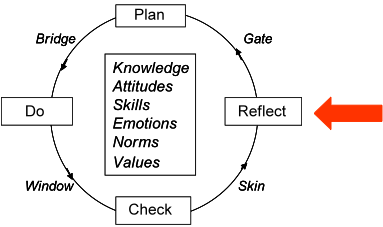 Plan
Bridge
Gate
Knowledge
Attitudes
Skills
Emotions
Norms
Values
Do
Reflect
Window
Skin
Check